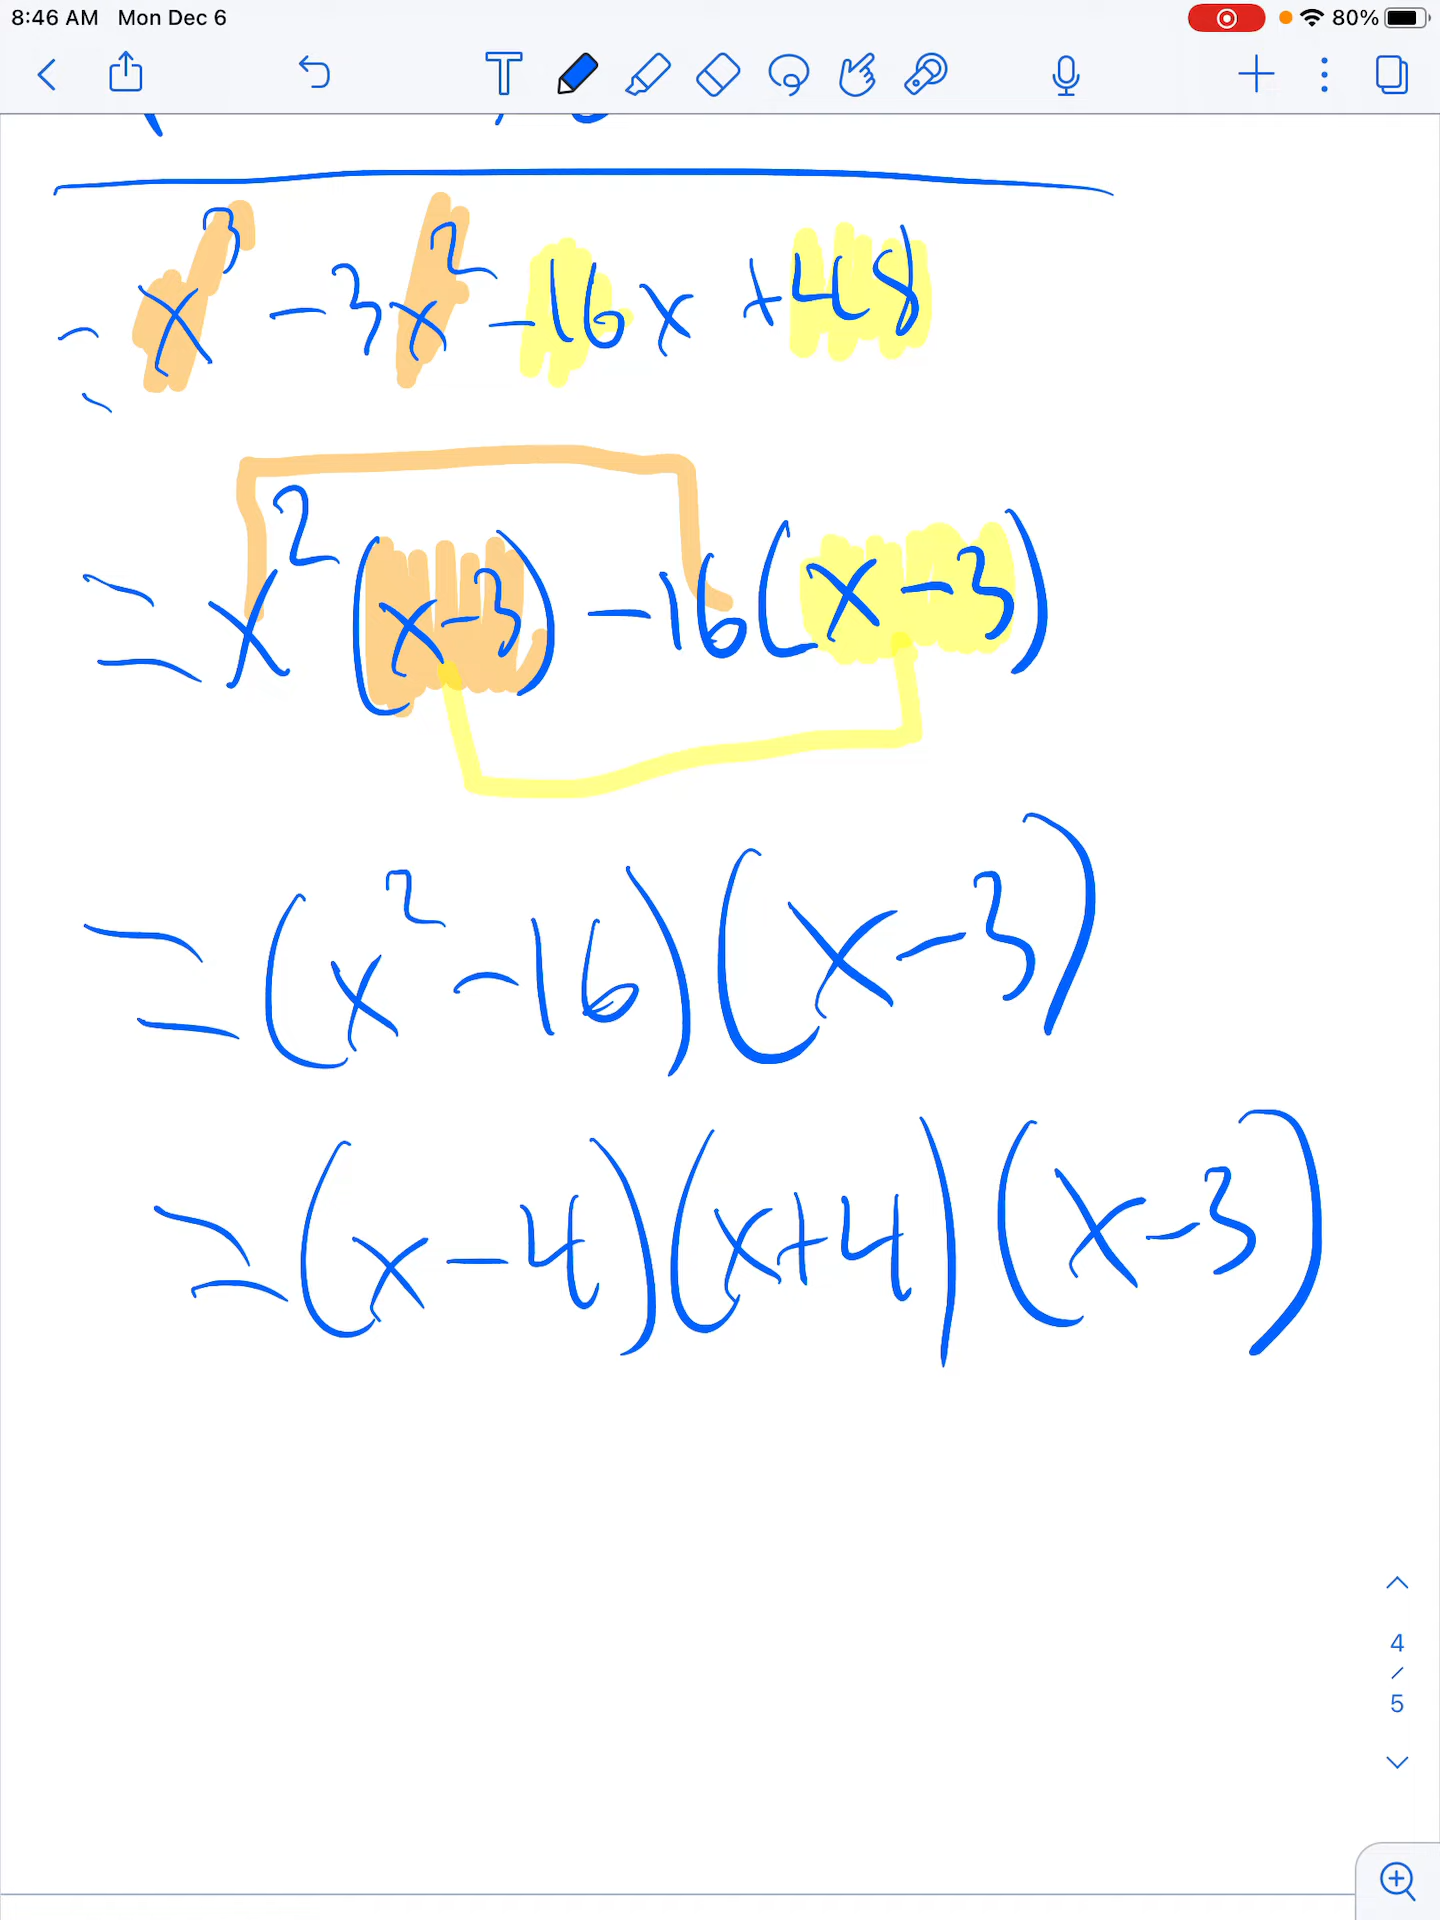 8:46 AM Mon Dec 6 80%
T
= x³ - 3x² - 16x + 48
= x²(x-3) - 16(x-3)
= (x² - 16)(x - 3)
= (x - 4)(x + 4)(x - 3)
4
/
5